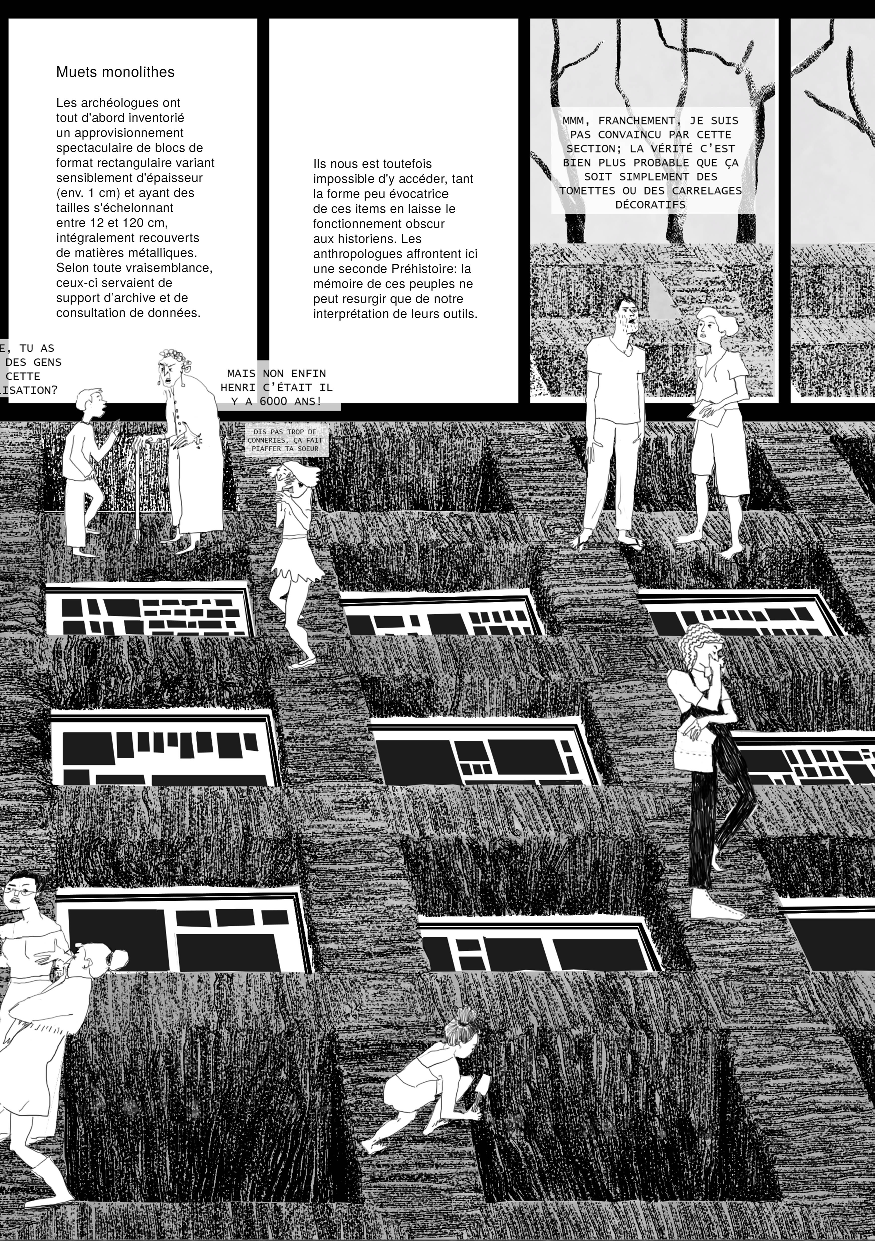 Muets monolithes
Les archéologues ont
tout d'abord inventorié
un approvisionnement
spectaculaire de blocs de
format rectangulaire variant
sensiblement d'épaisseur
(env. 1 cm) et ayant des
tailles s'échelonnant
entre 12 et 120 cm,
intégralement recouverts
de matières métalliques.
Selon toute vraisemblance,
ceux-ci servaient de
support d'archive et de
consultation de données.
Ils nous est toutefois
impossible d'y accéder, tant
la forme peu évocatrice
de ces items en laisse le
fonctionnement obscur
aux historiens. Les
anthropologues affrontent ici
une seconde Préhistoire: la
mémoire de ces peuples ne
peut resurgir que de notre
interprétation de leurs outils.
MMM, FRANCHEMENT, JE SUIS
PAS CONVAINCU PAR CETTE
SECTION; LA VÉRITÉ C'EST
BIEN PLUS PROBABLE QUE ÇA
SOIT SIMPLEMENT DES
TOMETTES OU DES CARRELAGES
DÉCORATIFS
E, TU AS
DES GENS
CETTE
LISATION?
MAIS NON ENFIN
HENRI C'ÉTAIT IL
Y A 6000 ANS!
DIS PAS TROP DE
CONNERIES, ÇA FAIT
PIAFFER TA SOEUR